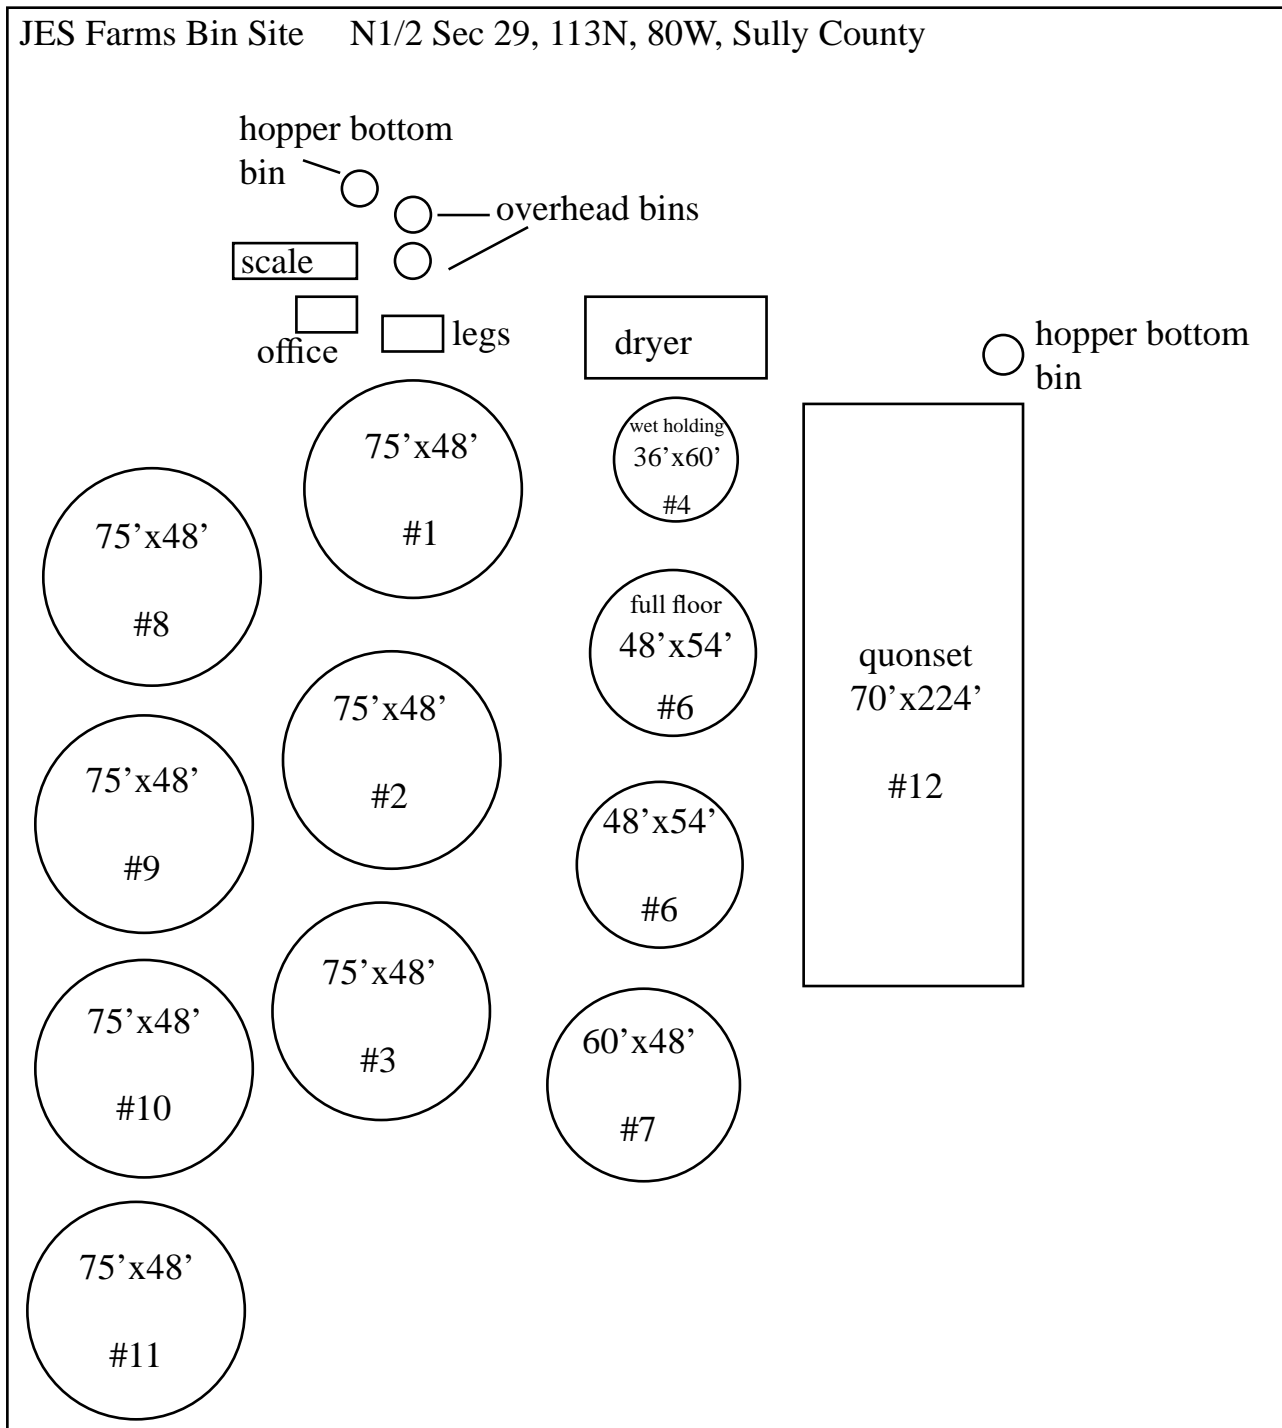 JES Farms Bin Site N1/2 Sec 29, 113N, 80W, Sully County
hopper bottom
bin
overhead bins
scale
office
legs
dryer
hopper bottom
bin
75’x48’
#1
wet holding
36’x60’
#4
75’x48’
#8
full floor
48’x54’
#6
quonset
70’x224’
#12
75’x48’
#2
75’x48’
#9
48’x54’
#6
75’x48’
#3
75’x48’
#10
60’x48’
#7
75’x48’
#11